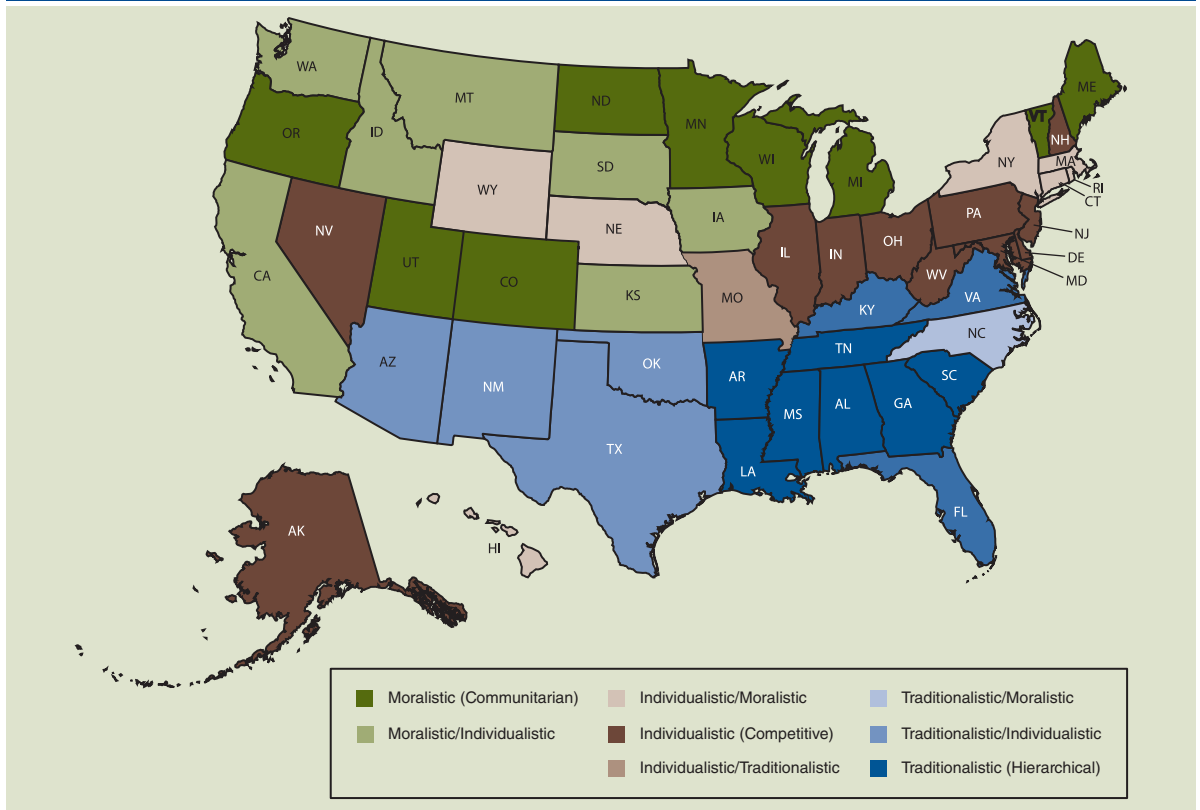 WA
MT
ND
ME
OR
ID
MN
VT
NH
SD
WI
NY
MA
WY
MI
RI
CT
IA
PA
NE
NV
NJ
IL
IN
OH
UT
DE
CO
WV
MD
CA
KS
MO
VA
KY
NC
TN
AZ
OK
NM
AR
SC
MS
AL
GA
TX
LA
FL
AK
HI
Moralistic (Communitarian)
Individualistic/Moralistic
Traditionalistic/Moralistic
Moralistic/Individualistic
Individualistic (Competitive)
Traditionalistic/Individualistic
Individualistic/Traditionalistic
Traditionalistic (Hierarchical)